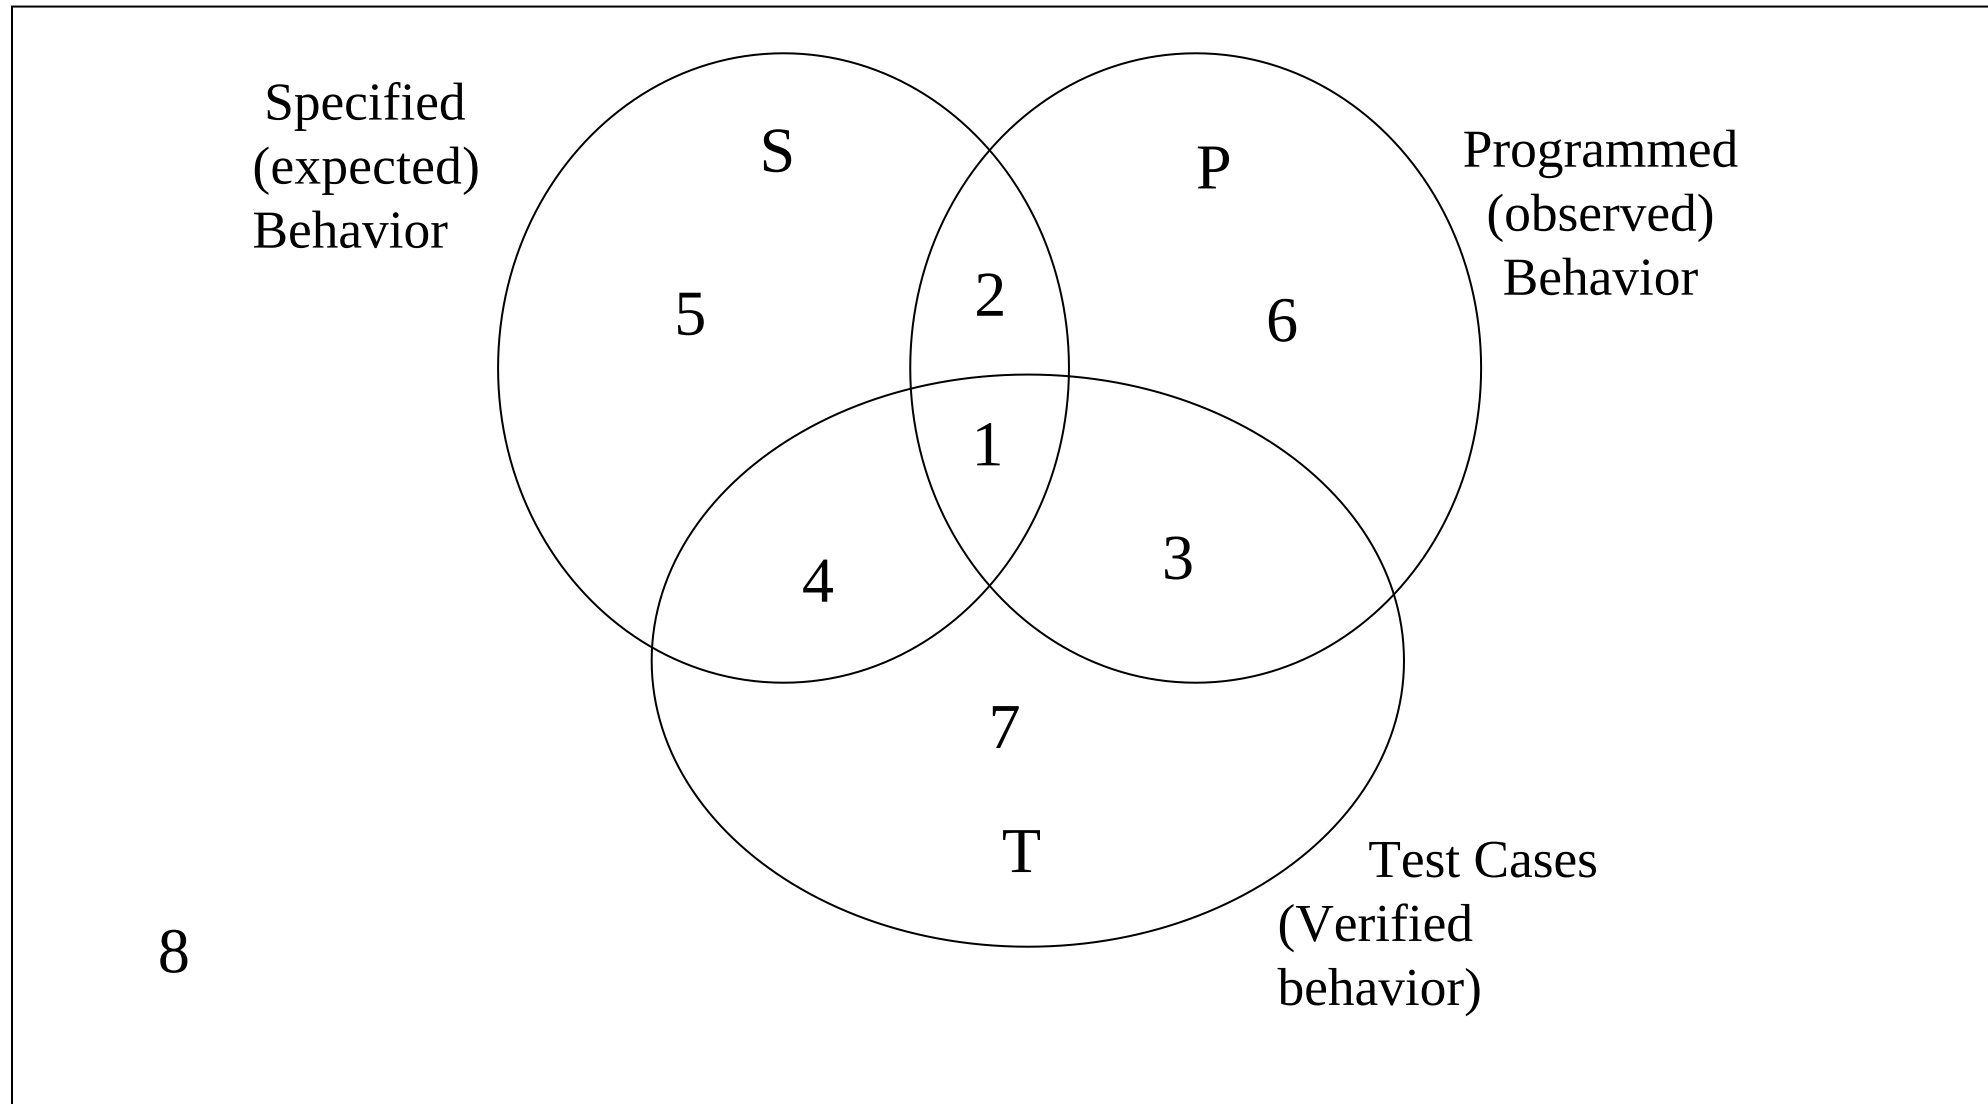 Specified
(expected)
Behavior
S
P
Programmed
(observed)
Behavior
5
2
6
1
4
3
7
T
Test Cases
(Verified
behavior)
8